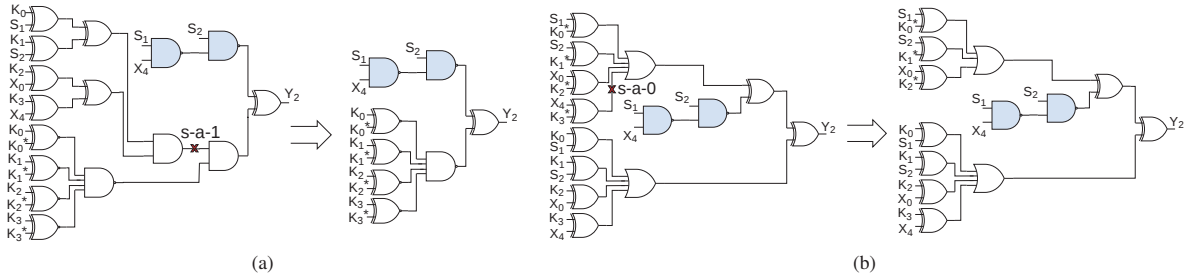 K0
S1
K1
S2
K2
X0
K3
X4
K0
K0*
K1
K1*
K2
K2*
K3
K3*
S1
X4
S2
s-a-1
Y2
S1
X4
S2
K0
K0*
K1
K1*
K2
K2*
K3
K3*
Y2
(a)
S1
K0*
S2
K1*
X0
K2*
X4
K3*
s-a-0
S1
X4
S2
K0
S1
K1
S2
K2
X0
K3
X4
Y2
S1
K0*
S2
K1*
X0
K2*
S1
X4
S2
K0
S1
K1
S2
K2
X0
K3
X4
Y2
(b)